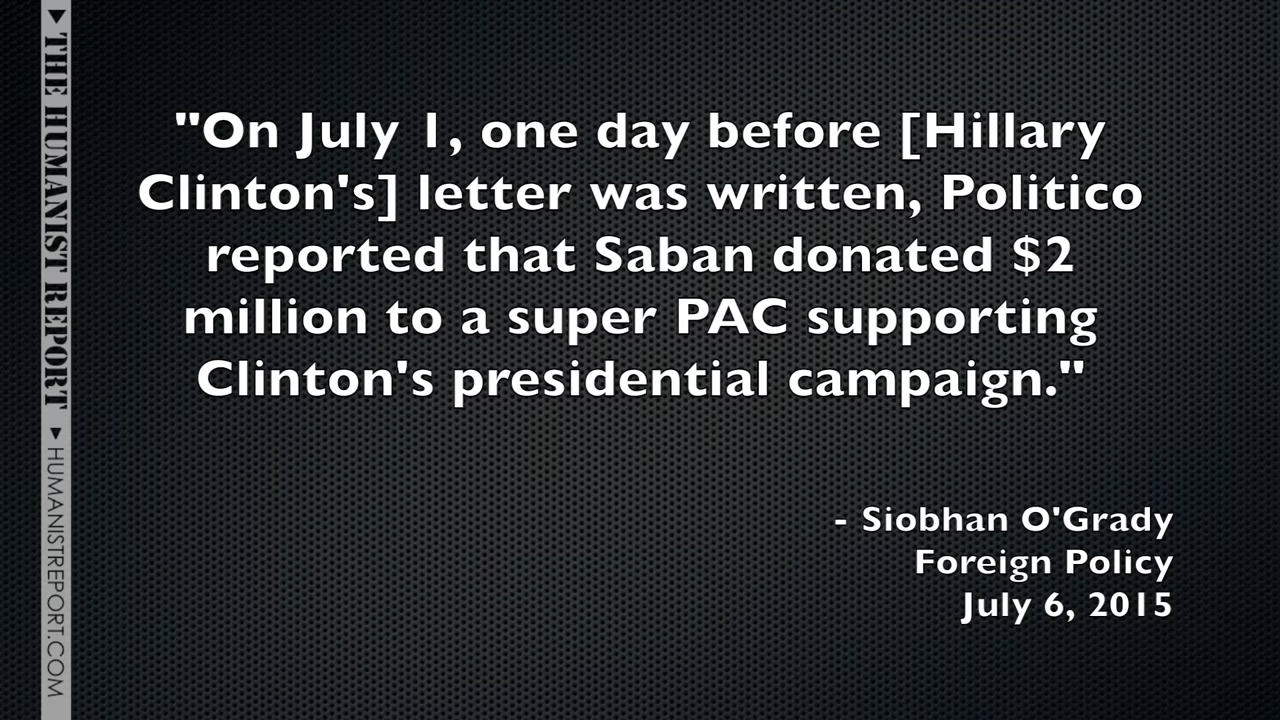 ▼ THE HUMANIST REPORT ▼ HUMANISTREPORT.COM
"On July 1, one day before [Hillary
Clinton's] letter was written, Politico
reported that Saban donated $2
million to a super PAC supporting
Clinton's presidential campaign."
- Siobhan O'Grady
Foreign Policy
July 6, 2015